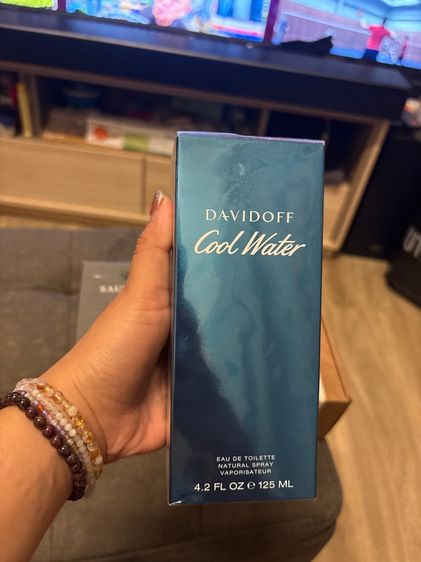 DAVIDOFF
Cool Water
EAU DE TOILETTE
NATURAL SPRAY
VAPORISATEUR
4.2 FL OZ ℮ 125 ML